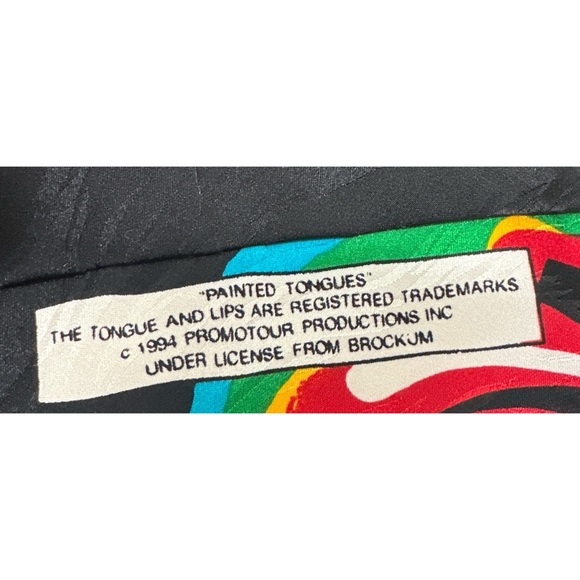 "PAINTED TONGUES"
THE TONGUE AND LIPS ARE REGISTERED TRADEMARKS
c 1994 PROMOTOUR PRODUCTIONS INC
UNDER LICENSE FROM BROCKUM